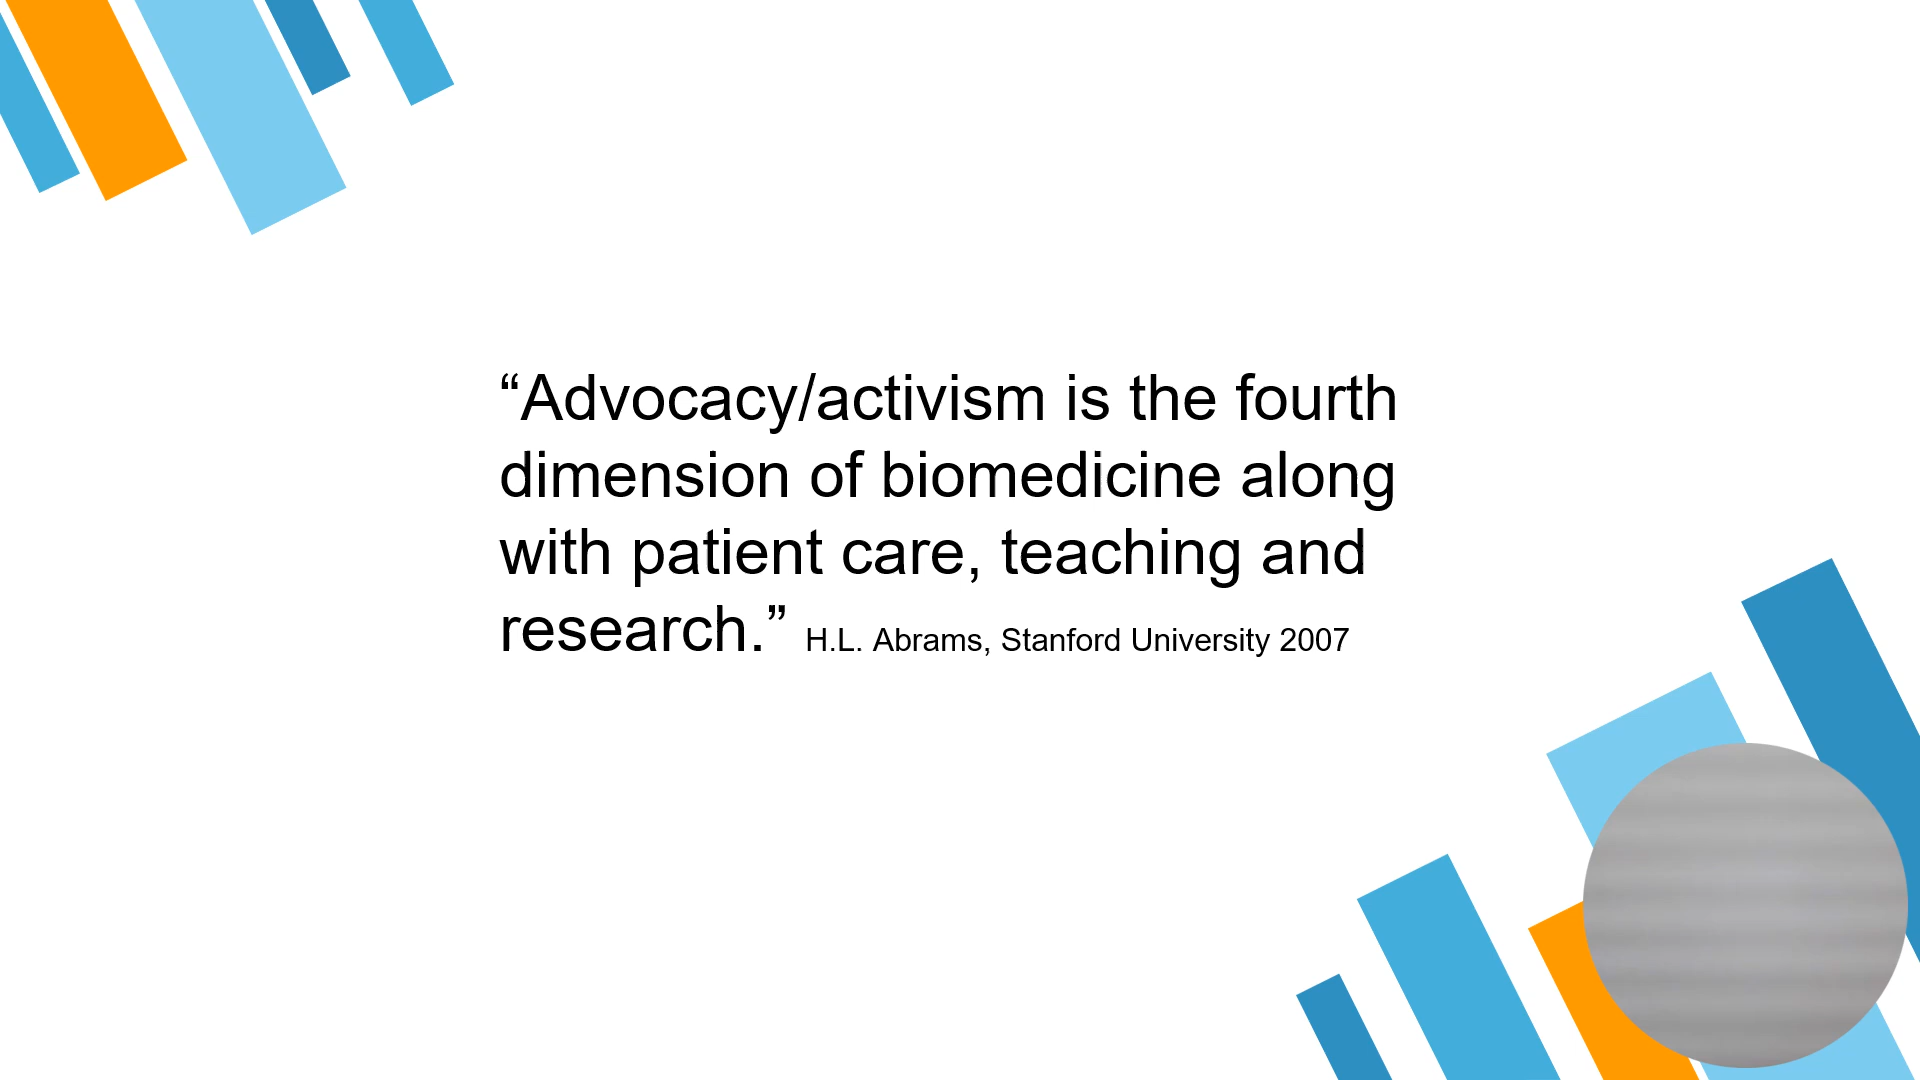 “Advocacy/activism is the fourth
dimension of biomedicine along
with patient care, teaching and
research.” H.L. Abrams, Stanford University 2007